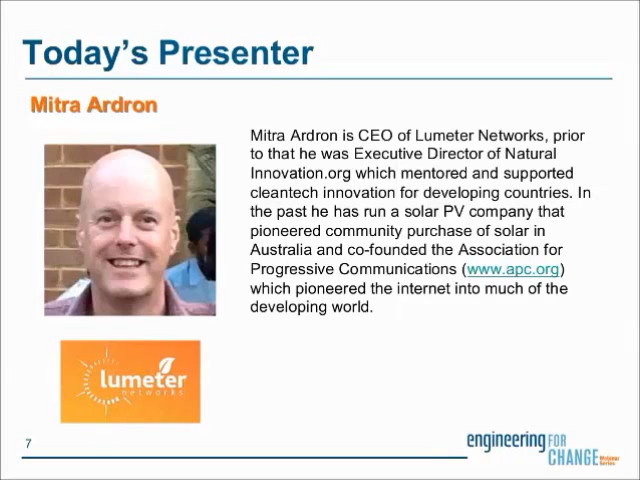 Today's Presenter
Mitra Ardron
Mitra Ardron is CEO of Lumeter Networks, prior
to that he was Executive Director of Natural
Innovation.org which mentored and supported
cleantech innovation for developing countries. In
the past he has run a solar PV company that
pioneered community purchase of solar in
Australia and co-founded the Association for
Progressive Communications (www.apc.org)
which pioneered the internet into much of the
developing world.
lumeter
networks
7
engineering FOR
CHANGE Webinar
Series